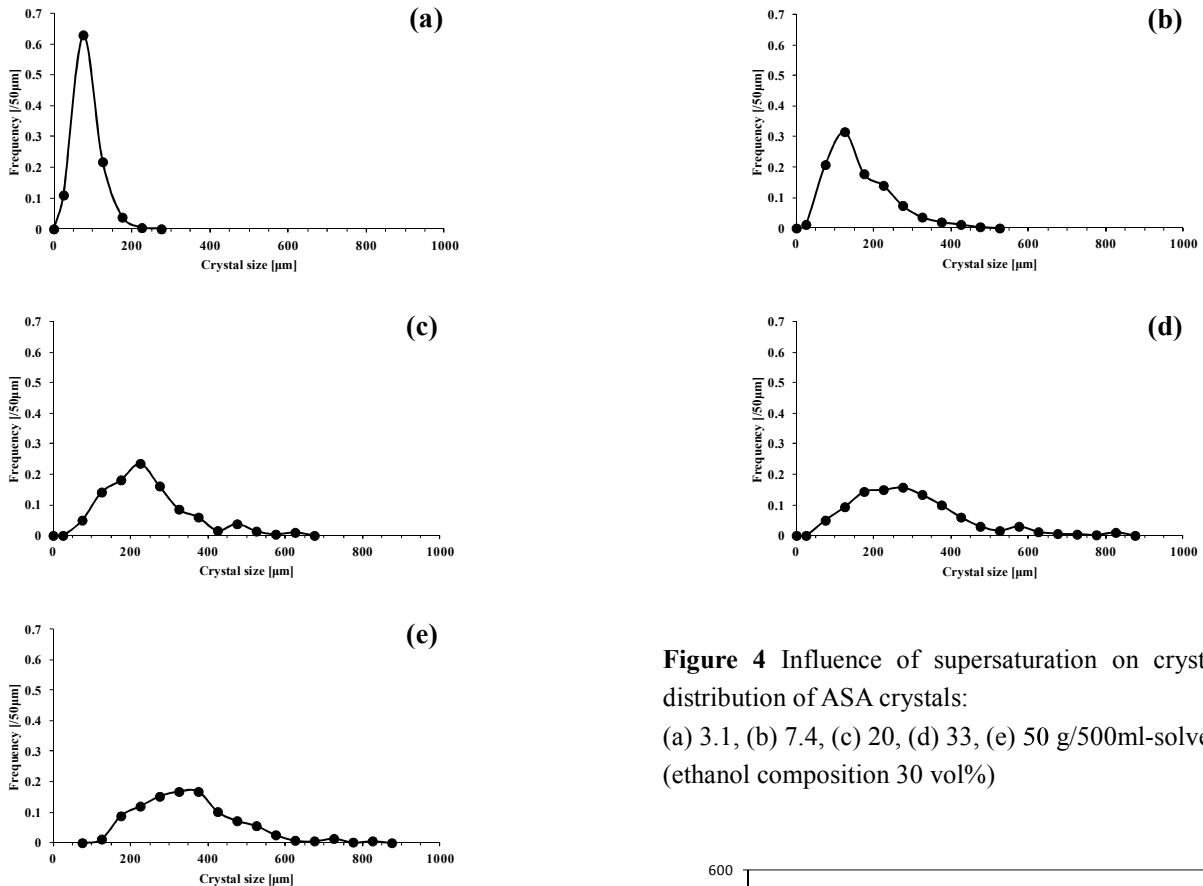 (a)
0.7
0.6
0.5
0.4
0.3
0.2
0.1
0
Frequency [/50μm]
0 200 400 600 800 1000
Crystal size [μm]
(b)
0.7
0.6
0.5
0.4
0.3
0.2
0.1
0
Frequency [/50μm]
0 200 400 600 800 1000
Crystal size [μm]
(c)
0.7
0.6
0.5
0.4
0.3
0.2
0.1
0
Frequency [/50μm]
0 200 400 600 800 1000
Crystal size [μm]
(d)
0.7
0.6
0.5
0.4
0.3
0.2
0.1
0
Frequency [/50μm]
0 200 400 600 800 1000
Crystal size [μm]
(e)
0.7
0.6
0.5
0.4
0.3
0.2
0.1
0
Frequency [/50μm]
0 200 400 600 800 1000
Crystal size [μm]
Figure 4 Influence of supersaturation on cryst
distribution of ASA crystals:
(a) 3.1, (b) 7.4, (c) 20, (d) 33, (e) 50 g/500ml-solve
(ethanol composition 30 vol%)
600